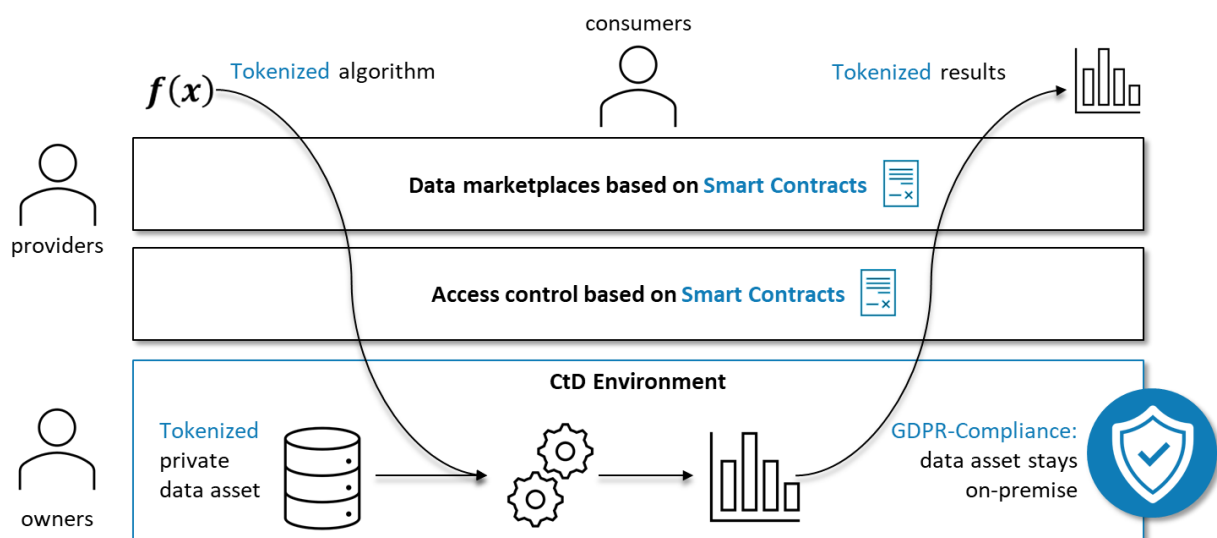 consumers
Tokenized algorithm
Tokenized results
f(x)
Data marketplaces based on Smart Contracts
providers
Access control based on Smart Contracts
CtD Environment
Tokenized
private
data asset
GDPR-Compliance:
data asset stays
on-premise
owners